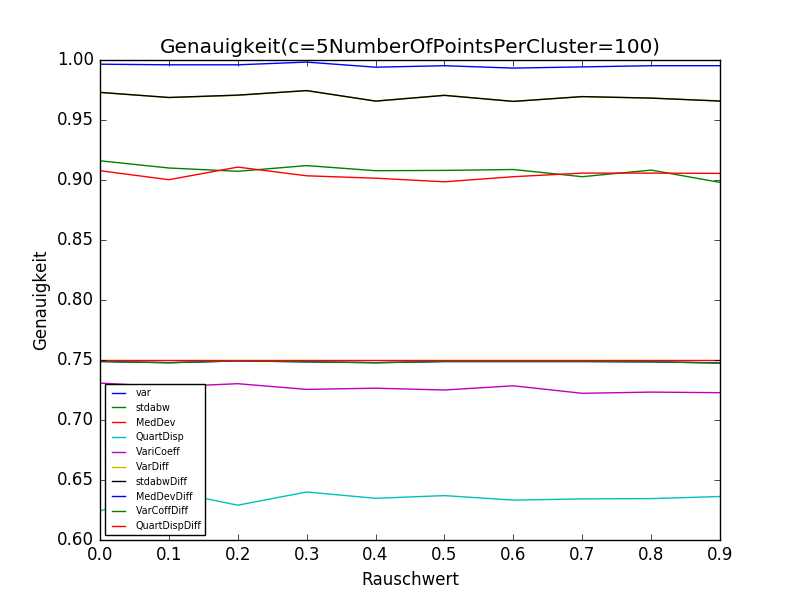 Genauigkeit(c=5NumberOfPointsPerCluster=100)
1.00
0.95
0.90
0.85
0.80
0.75
0.70
0.65
0.60
Genauigkeit
var
stdabw
MedDev
QuartDisp
VariCoeff
VarDiff
stdabwDiff
MedDevDiff
VarCoffDiff
QuartDispDiff
0.0 0.1 0.2 0.3 0.4 0.5 0.6 0.7 0.8 0.9
Rauschwert